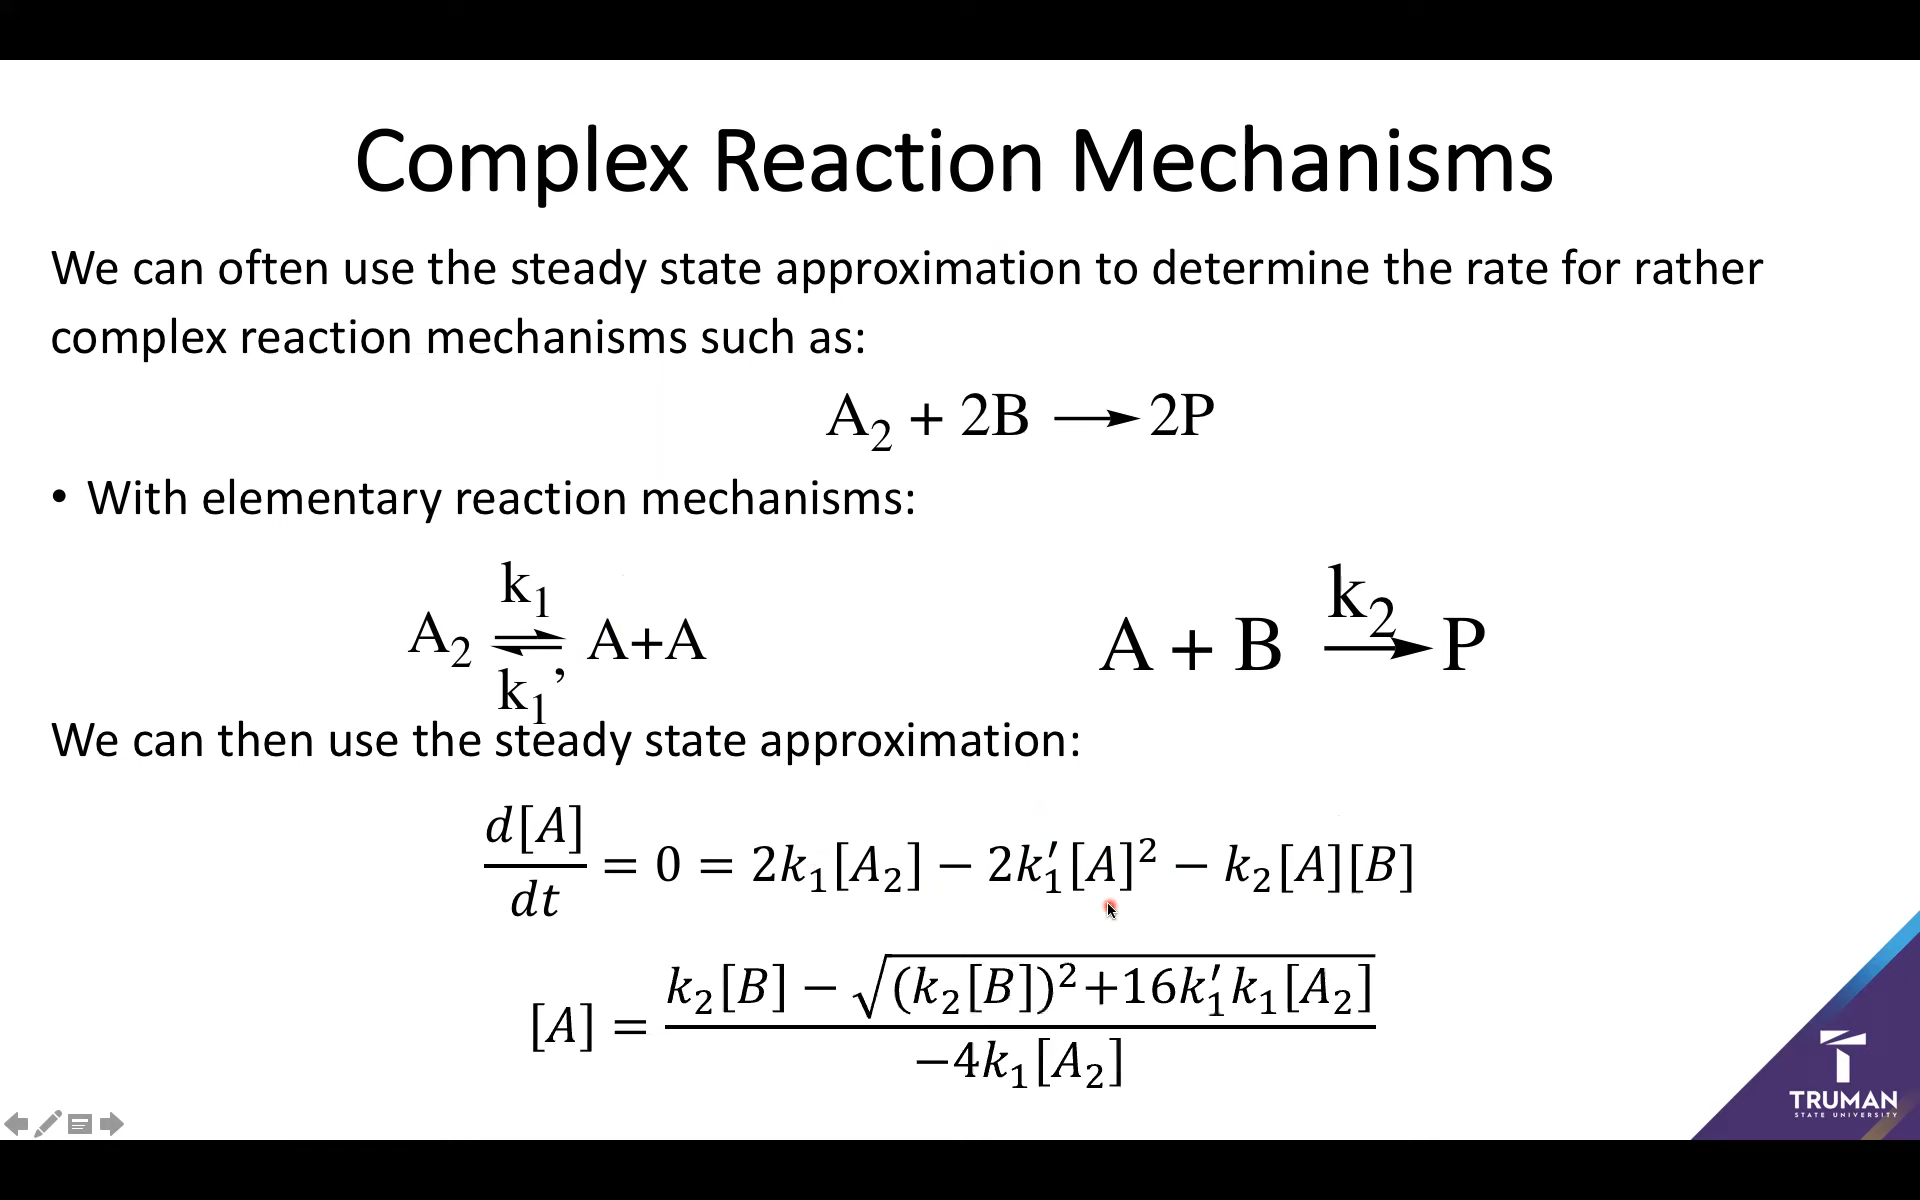 Complex Reaction Mechanisms
We can often use the steady state approximation to determine the rate for rather
complex reaction mechanisms such as:
A₂ + 2B ⟶ 2P
• With elementary reaction mechanisms:
k₁
A₂ ⇌ A+A
k₁’
k₂
A + B ⟶ P
We can then use the steady state approximation:
d[A]/dt = 0 = 2k₁[A₂] − 2k₁′[A]² − k₂[A][B]
[A] = (k₂[B] − √((k₂[B])²+16k₁′k₁[A₂])) / (−4k₁[A₂])
TRUMAN
STATE UNIVERSITY